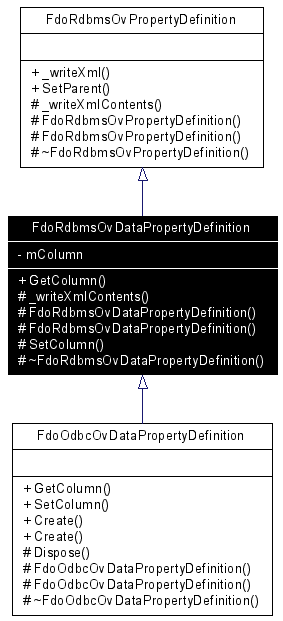 FdoRdbmsOvPropertyDefinition
+ _writeXml()
+ SetParent()
# _writeXmlContents()
# FdoRdbmsOvPropertyDefinition()
# FdoRdbmsOvPropertyDefinition()
# ~FdoRdbmsOvPropertyDefinition()
FdoRdbmsOvDataPropertyDefinition
- mColumn
+ GetColumn()
# _writeXmlContents()
# FdoRdbmsOvDataPropertyDefinition()
# FdoRdbmsOvDataPropertyDefinition()
# SetColumn()
# ~FdoRdbmsOvDataPropertyDefinition()
FdoOdbcOvDataPropertyDefinition
+ GetColumn()
+ SetColumn()
+ Create()
+ Create()
# Dispose()
# FdoOdbcOvDataPropertyDefinition()
# FdoOdbcOvDataPropertyDefinition()
# ~FdoOdbcOvDataPropertyDefinition()